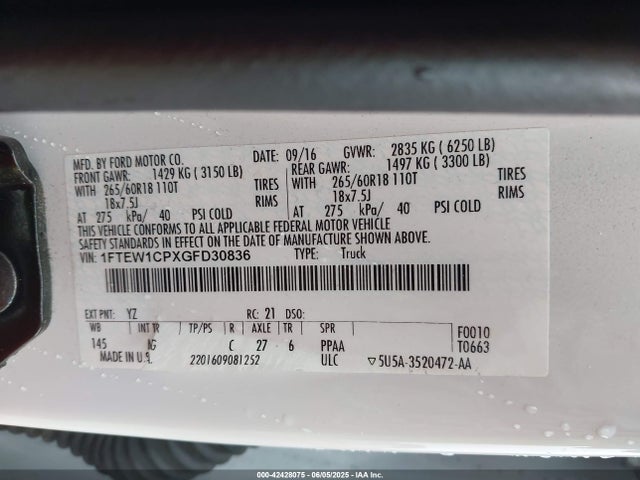 MFD. BY FORD MOTOR CO.
DATE: 09/16 GVWR: 2835 KG ( 6250 LB)
FRONT GAWR: 1429 KG ( 3150 LB) REAR GAWR: 1497 KG ( 3300 LB)
WITH 265/60R18 110T TIRES WITH 265/60R18 110T TIRES
18x7.5J RIMS 18x7.5J RIMS
AT 275 kPa/ 40 PSI COLD AT 275 kPa/ 40 PSI COLD
THIS VEHICLE CONFORMS TO ALL APPLICABLE FEDERAL MOTOR VEHICLE
SAFETY STANDARDS IN EFFECT ON THE DATE OF MANUFACTURE SHOWN ABOVE.
VIN: 1FTEW1CPXGFD30836 TYPE: Truck
EXT PNT: YZ RC: 21 DSO:
WB INT TR TP/PS R AXLE TR SPR F0010
145 KG C 27 6 PPAA T0663
MADE IN U.S. 2201609081252 ULC ▽5U5A-3520472-AA
000-42428075 - 06/05/2025 - IAA Inc.